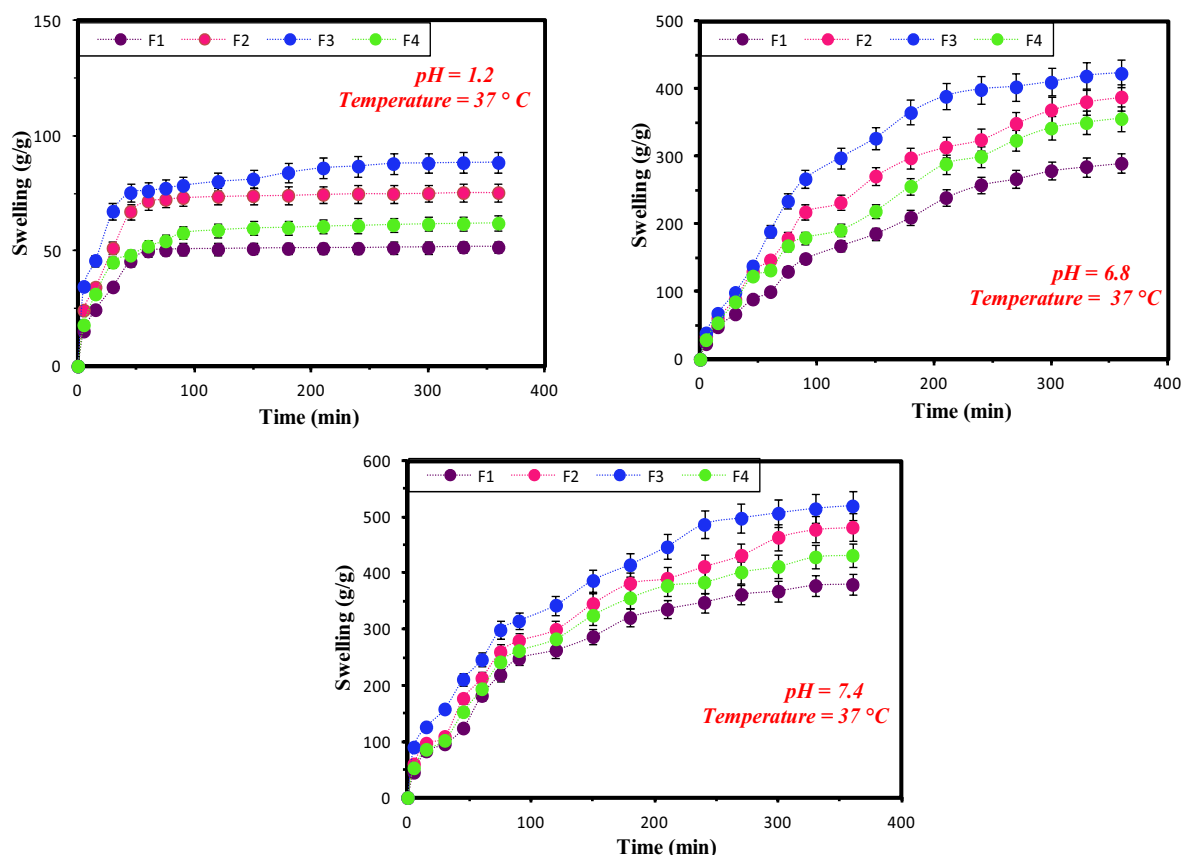 150
F1 F2 F3 F4
pH = 1.2
Temperature = 37 ° C
100
50
0
0 100 200 300 400
Swelling (g/g)
Time (min)
500
F1 F2 F3 F4
400
300
200
pH = 6.8
Temperature = 37 °C
100
0
0 100 200 300 400
Swelling (g/g)
Time (min)
600
F1 F2 F3 F4
500
400
300
200
pH = 7.4
Temperature = 37 °C
100
0
0 100 200 300 400
Swelling (g/g)
Time (min)